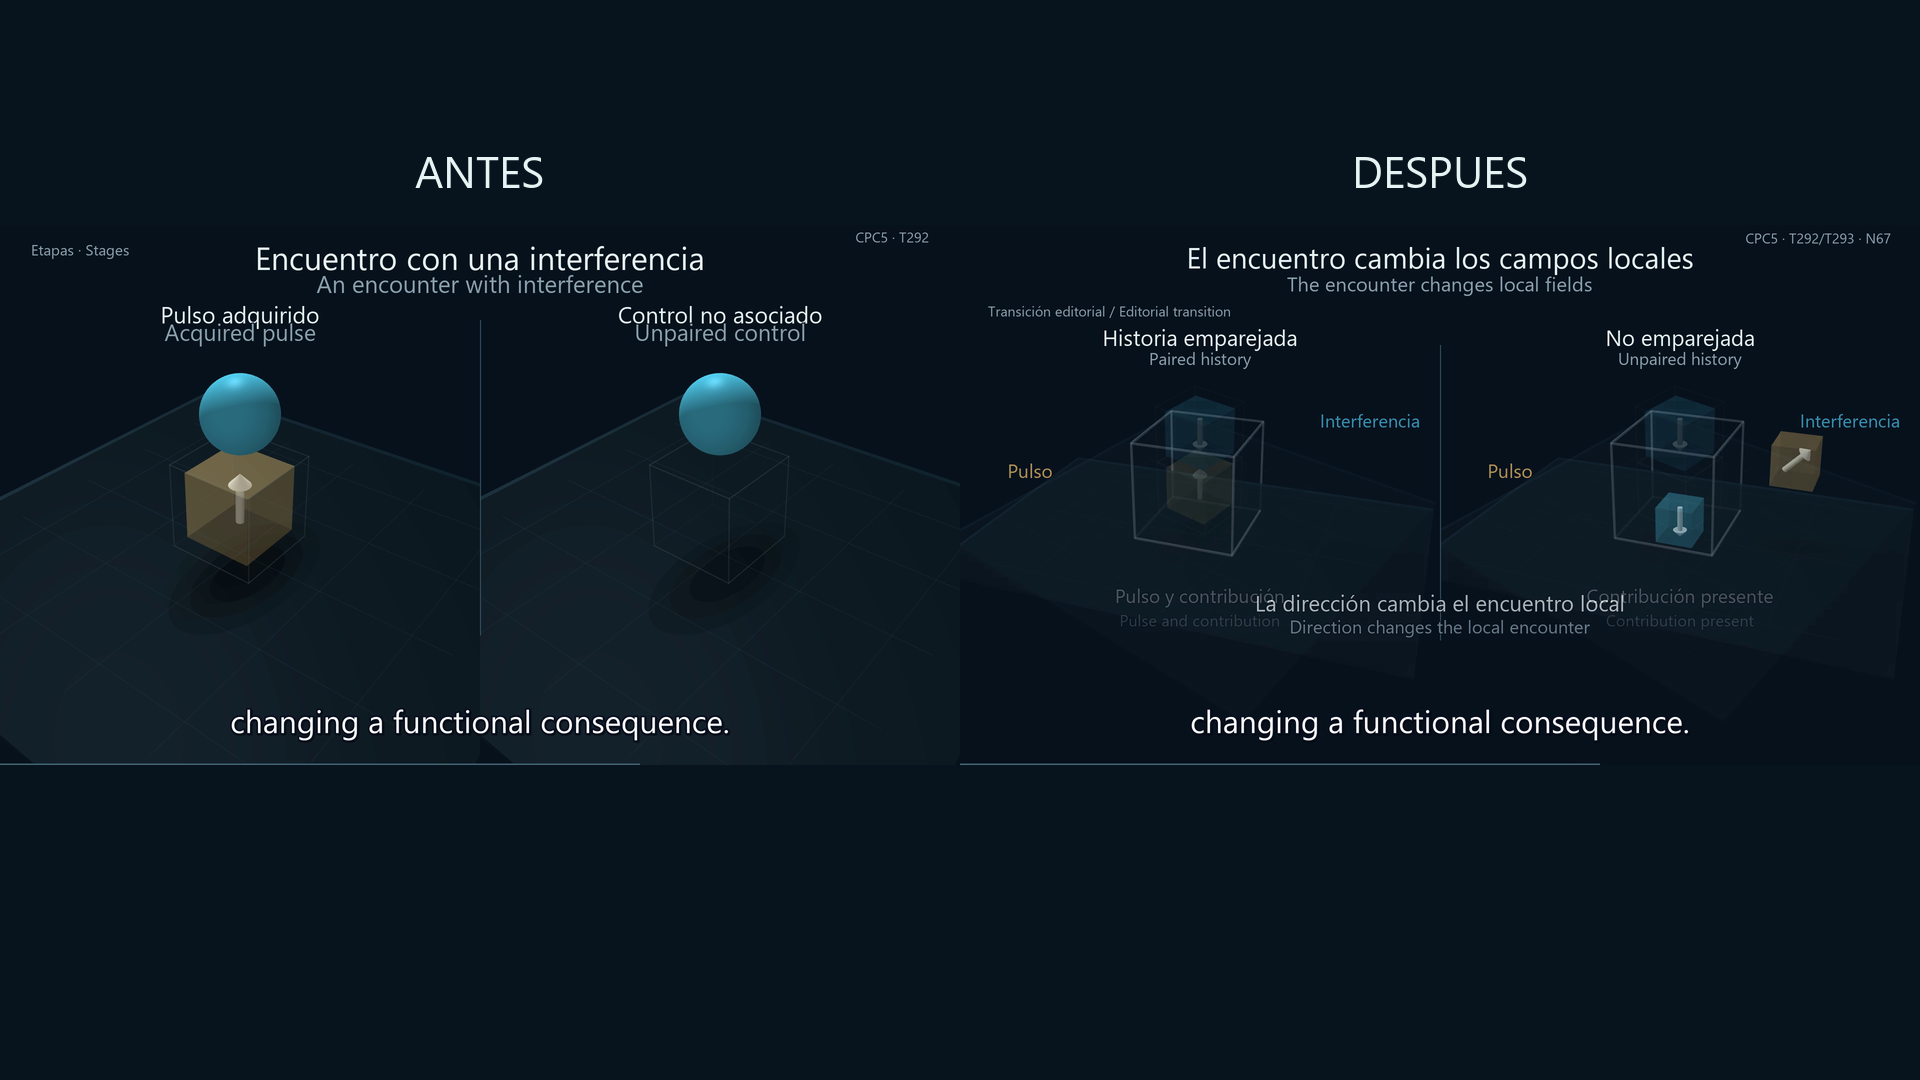 ANTES
Etapas · Stages
CPC5 · T292
Encuentro con una interferencia
An encounter with interference
Pulso adquirido
Acquired pulse
Control no asociado
Unpaired control
changing a functional consequence.
DESPUES
CPC5 · T292/T293 · N67
El encuentro cambia los campos locales
The encounter changes local fields
Transición editorial / Editorial transition
Historia emparejada
Paired history
No emparejada
Unpaired history
Interferencia
Pulso
Interferencia
Pulso
Pulso y contribución
Pulse and contribution
La dirección cambia el encuentro local
Direction changes the local encounter
Contribución presente
Contribution present
changing a functional consequence.